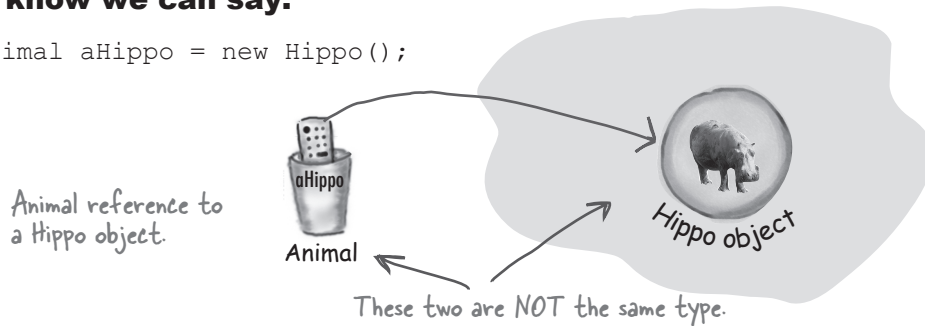 know we can say:
imal aHippo = new Hippo();
aHippo
Animal reference to
a Hippo object.
Animal
Hippo object
These two are NOT the same type.